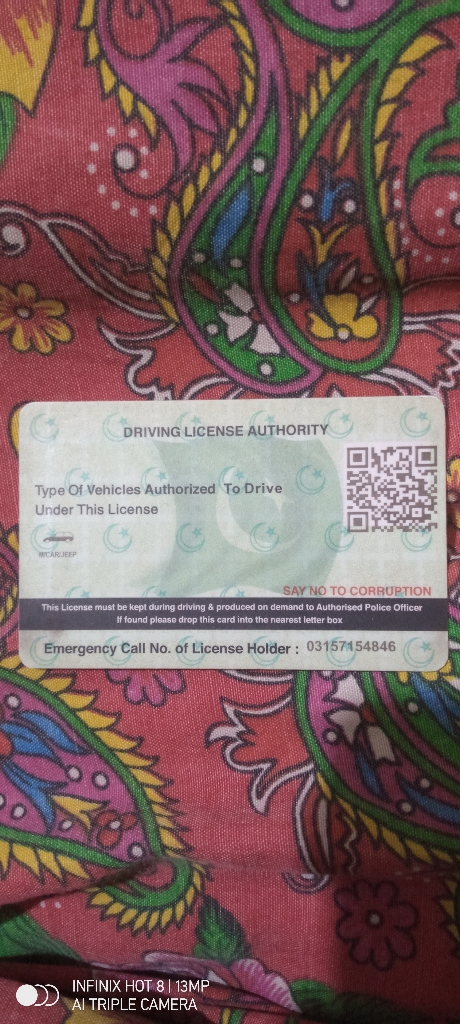 DRIVING LICENSE AUTHORITY
Type Of Vehicles Authorized To Drive
Under This License
M/CAR/JEEP
SAY NO TO CORRUPTION
This License must be kept during driving & produced on demand to Authorised Police Officer
If found please drop this card into the nearest letter box
Emergency Call No. of License Holder : 03157154846
INFINIX HOT 8 | 13MP
AI TRIPLE CAMERA